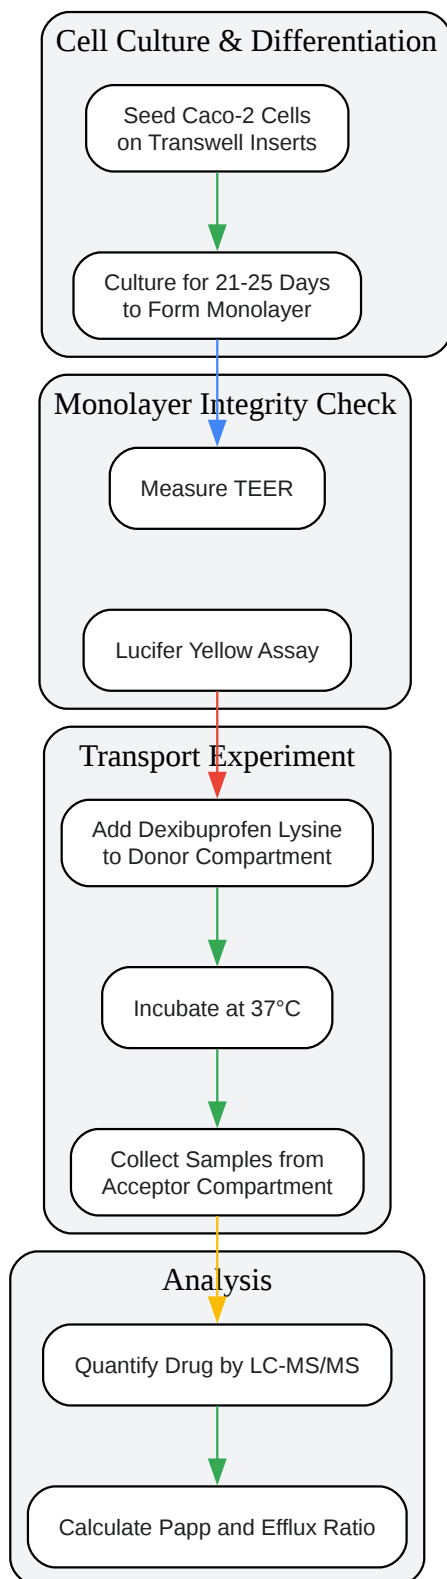 Cell Culture & Differentiation
Seed Caco-2 Cells
on Transwell Inserts
Culture for 21-25 Days
to Form Monolayer
Monolayer Integrity Check
Measure TEER
Lucifer Yellow Assay
Transport Experiment
Add Dexibuprofen Lysine
to Donor Compartment
Incubate at 37°C
Collect Samples from
Acceptor Compartment
Analysis
Quantify Drug by LC-MS/MS
Calculate Papp and Efflux Ratio